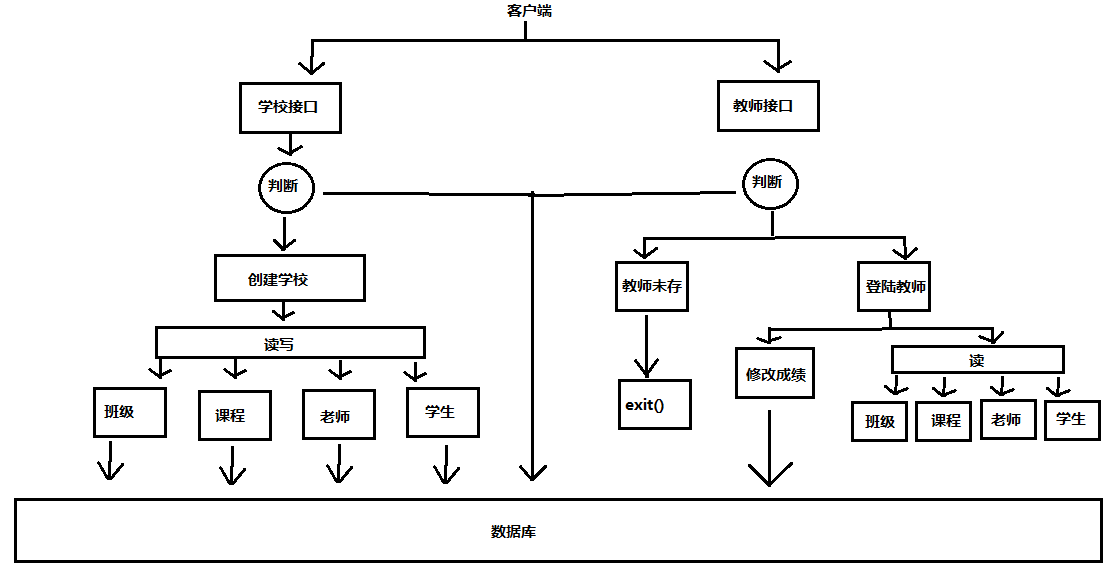 客户端
学校接口
教师接口
判断
判断
创建学校
教师未存
登陆教师
读写
读
修改成绩
班级
课程
老师
学生
exit()
班级
课程
老师
学生
数据库